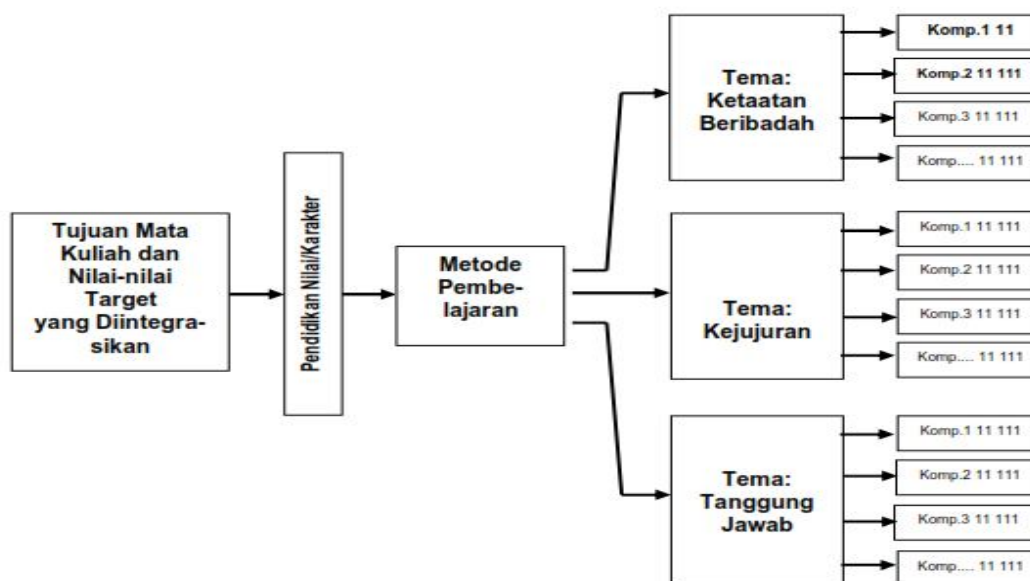 Tujuan Mata
Kuliah dan
Nilai-nilai
Target
yang Diintegra-
sikan
Pendidikan Nilai/Karakter
Metode
Pembe-
lajaran
Tema:
Ketaatan
Beribadah
Komp.1 11
Komp.2 11 111
Komp.3 11 111
Komp.... 11 111
Tema:
Kejujuran
Komp.1 11 111
Komp.2 11 111
Komp.3 11 111
Komp.... 11 111
Tema:
Tanggung
Jawab
Komp.1 11 111
Komp.2 11 111
Komp.3 11 111
Komp.... 11 111